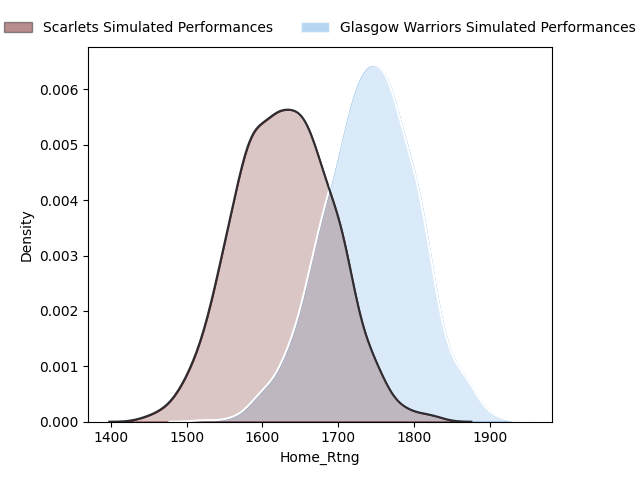 Scarlets Simulated Performances Glasgow Warriors Simulated Performances
0.006
0.005
0.004
0.003
0.002
0.001
0.000
Density
1400 1500 1600 1700 1800 1900
Home_Rtng